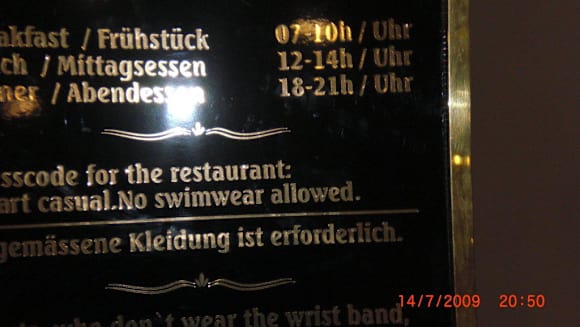 akfast / Frühstück 07-10h / Uhr
ch / Mittagsessen 12-14h / Uhr
ner / Abendessen 18-21h / Uhr
sscode for the restaurant:
art casual.No swimwear allowed.
gemässene Kleidung ist erforderlich.
who don`t wear the wrist band,
14/7/2009 20:50